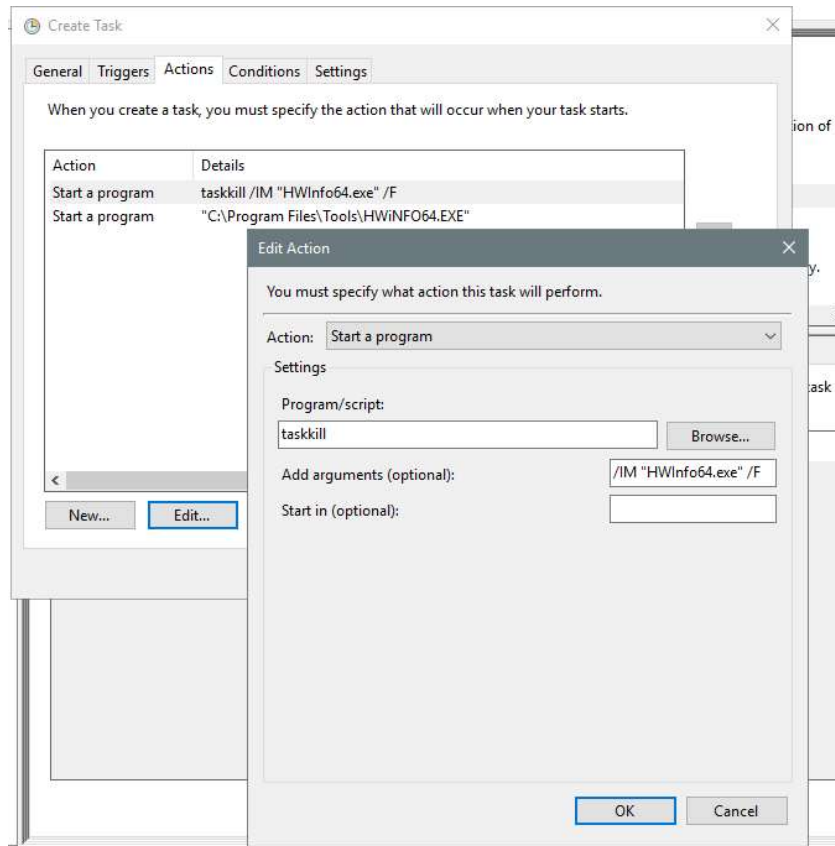 Create Task
General Triggers Actions Conditions Settings
When you create a task, you must specify the action that will occur when your task starts.
ion of
Action Details
Start a program taskkill /IM "HWInfo64.exe" /F
Start a program "C:\Program Files\Tools\HWiNFO64.EXE"
Edit Action
y.
You must specify what action this task will perform.
Action: Start a program
Settings
task
Program/script:
taskkill Browse...
Add arguments (optional): /IM "HWInfo64.exe" /F
Start in (optional):
New... Edit...
OK Cancel